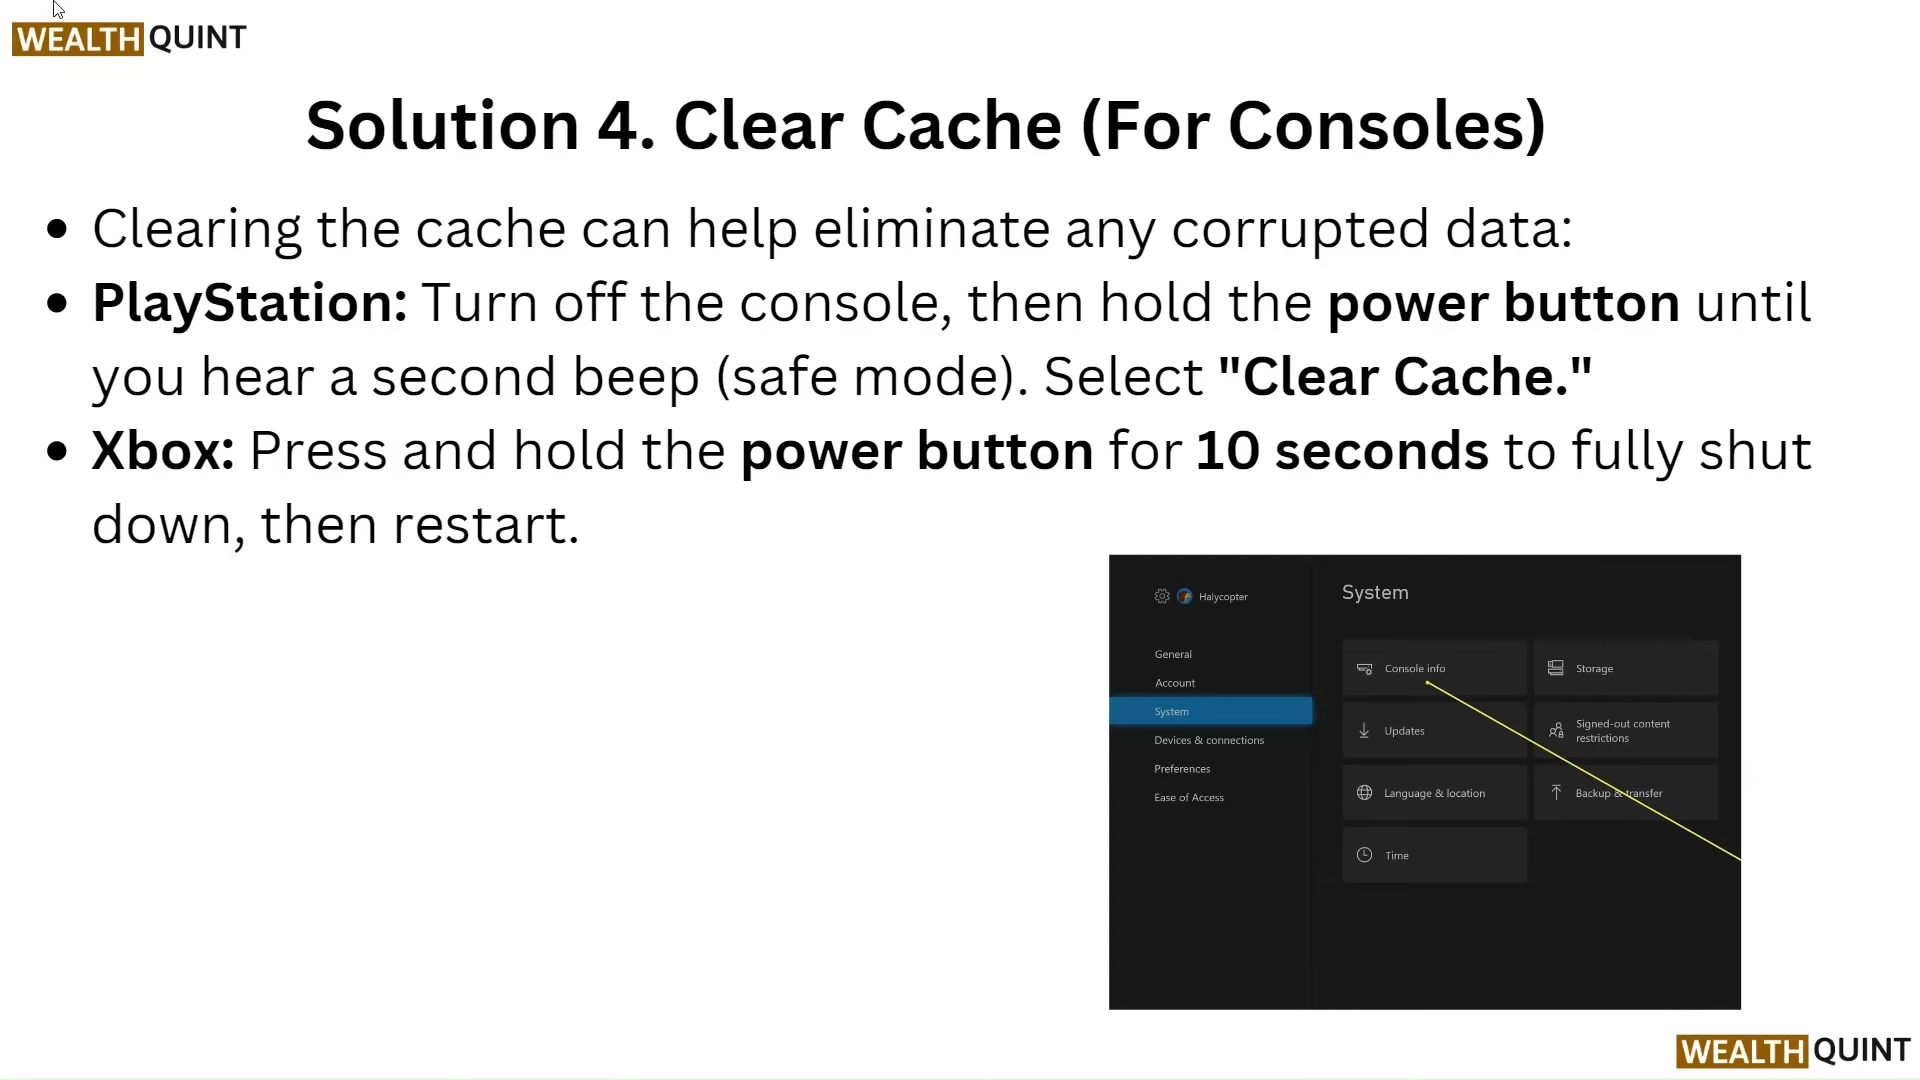 WEALTH QUINT
Solution 4. Clear Cache (For Consoles)
• Clearing the cache can help eliminate any corrupted data:
• PlayStation: Turn off the console, then hold the power button until
you hear a second beep (safe mode). Select "Clear Cache."
• Xbox: Press and hold the power button for 10 seconds to fully shut
down, then restart.
Halycopter
General
Account
System
Devices & connections
Preferences
Ease of Access
System
Console info
Storage
Updates
Signed-out content
restrictions
Language & location
Backup & transfer
Time
WEALTH QUINT